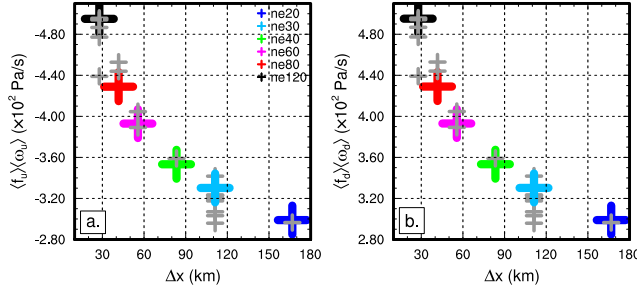 ⟨f_u⟩⟨ω_u⟩ (×10² Pa/s)
-4.80
-4.40
-4.00
-3.60
-3.20
-2.80
a.
ne20
ne30
ne40
ne60
ne80
ne120
0 30 60 90 120 150 180
Δx (km)
⟨f_d⟩⟨ω_d⟩ (×10² Pa/s)
-4.80
-4.40
-4.00
-3.60
-3.20
-2.80
b.
0 30 60 90 120 150 180
Δx (km)